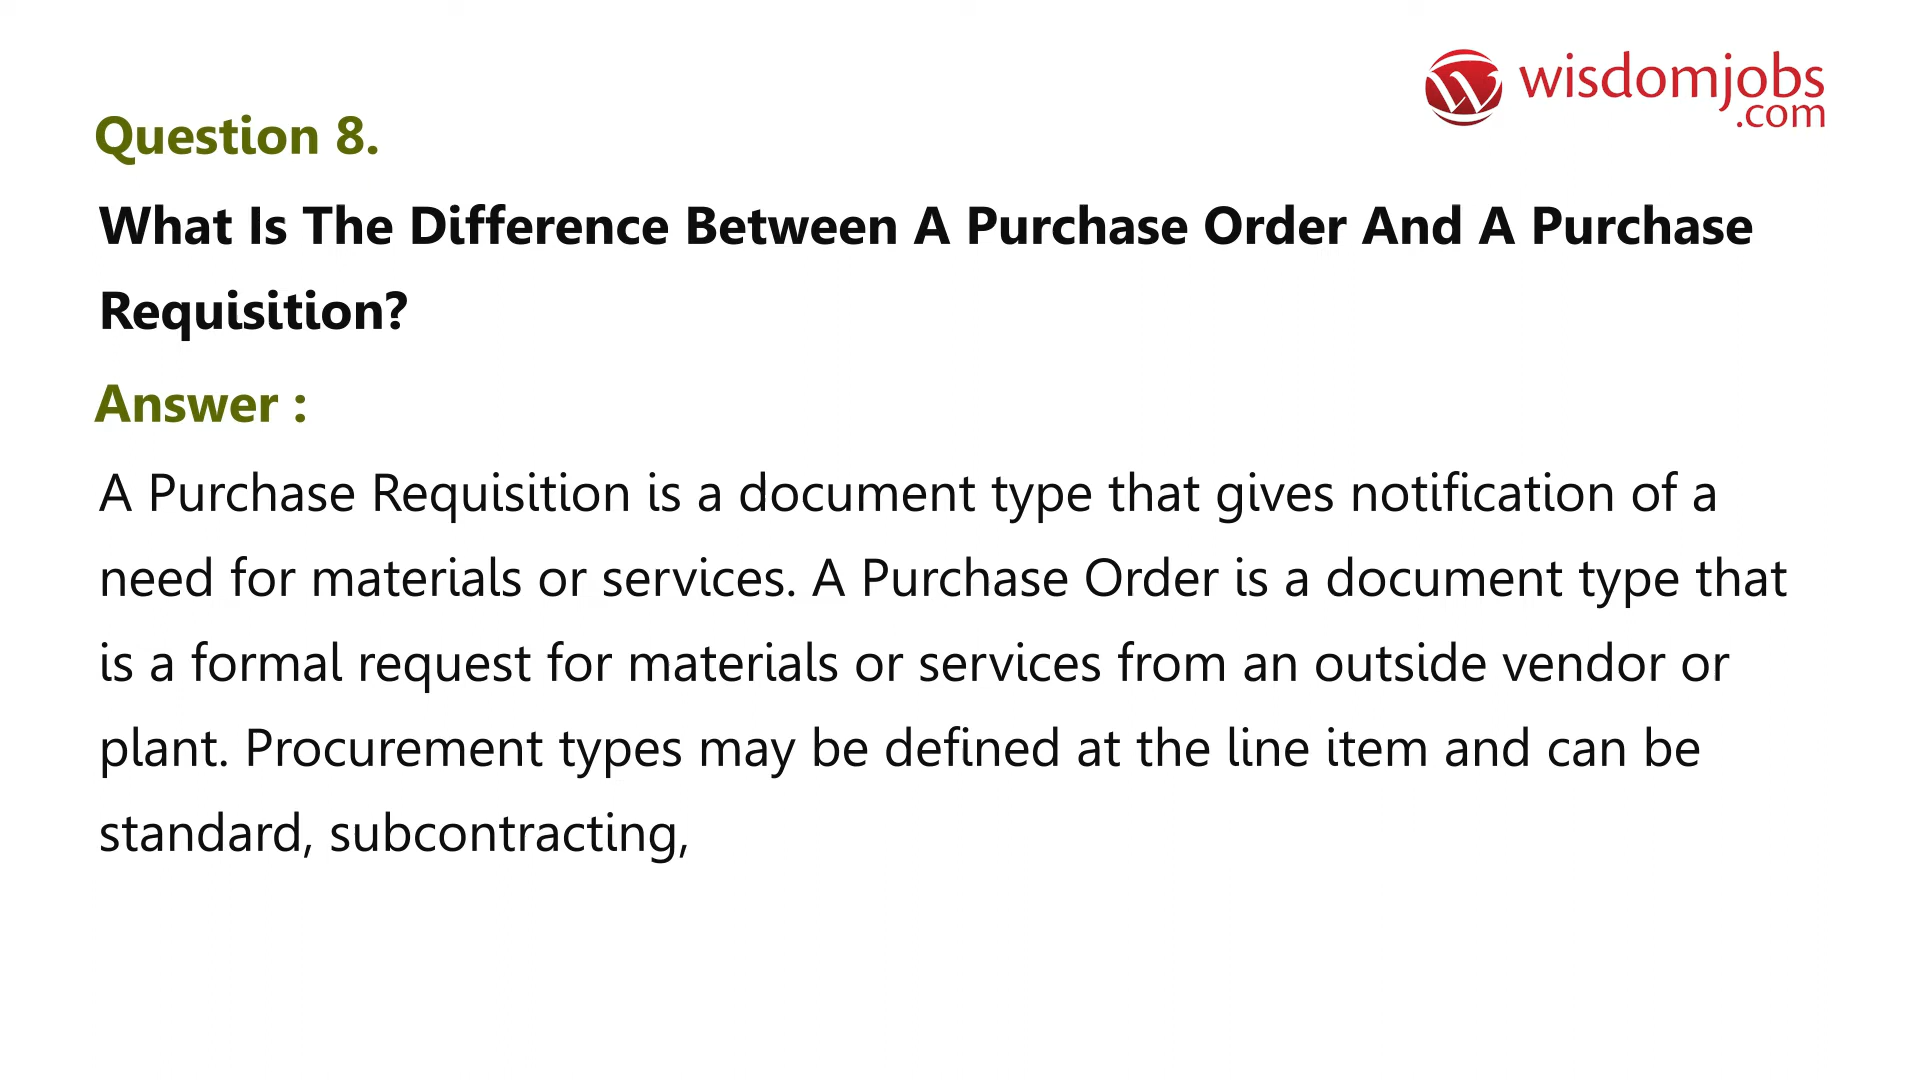 wisdomjobs
.com
Question 8.
What Is The Difference Between A Purchase Order And A Purchase
Requisition?
Answer :
A Purchase Requisition is a document type that gives notification of a
need for materials or services. A Purchase Order is a document type that
is a formal request for materials or services from an outside vendor or
plant. Procurement types may be defined at the line item and can be
standard, subcontracting,